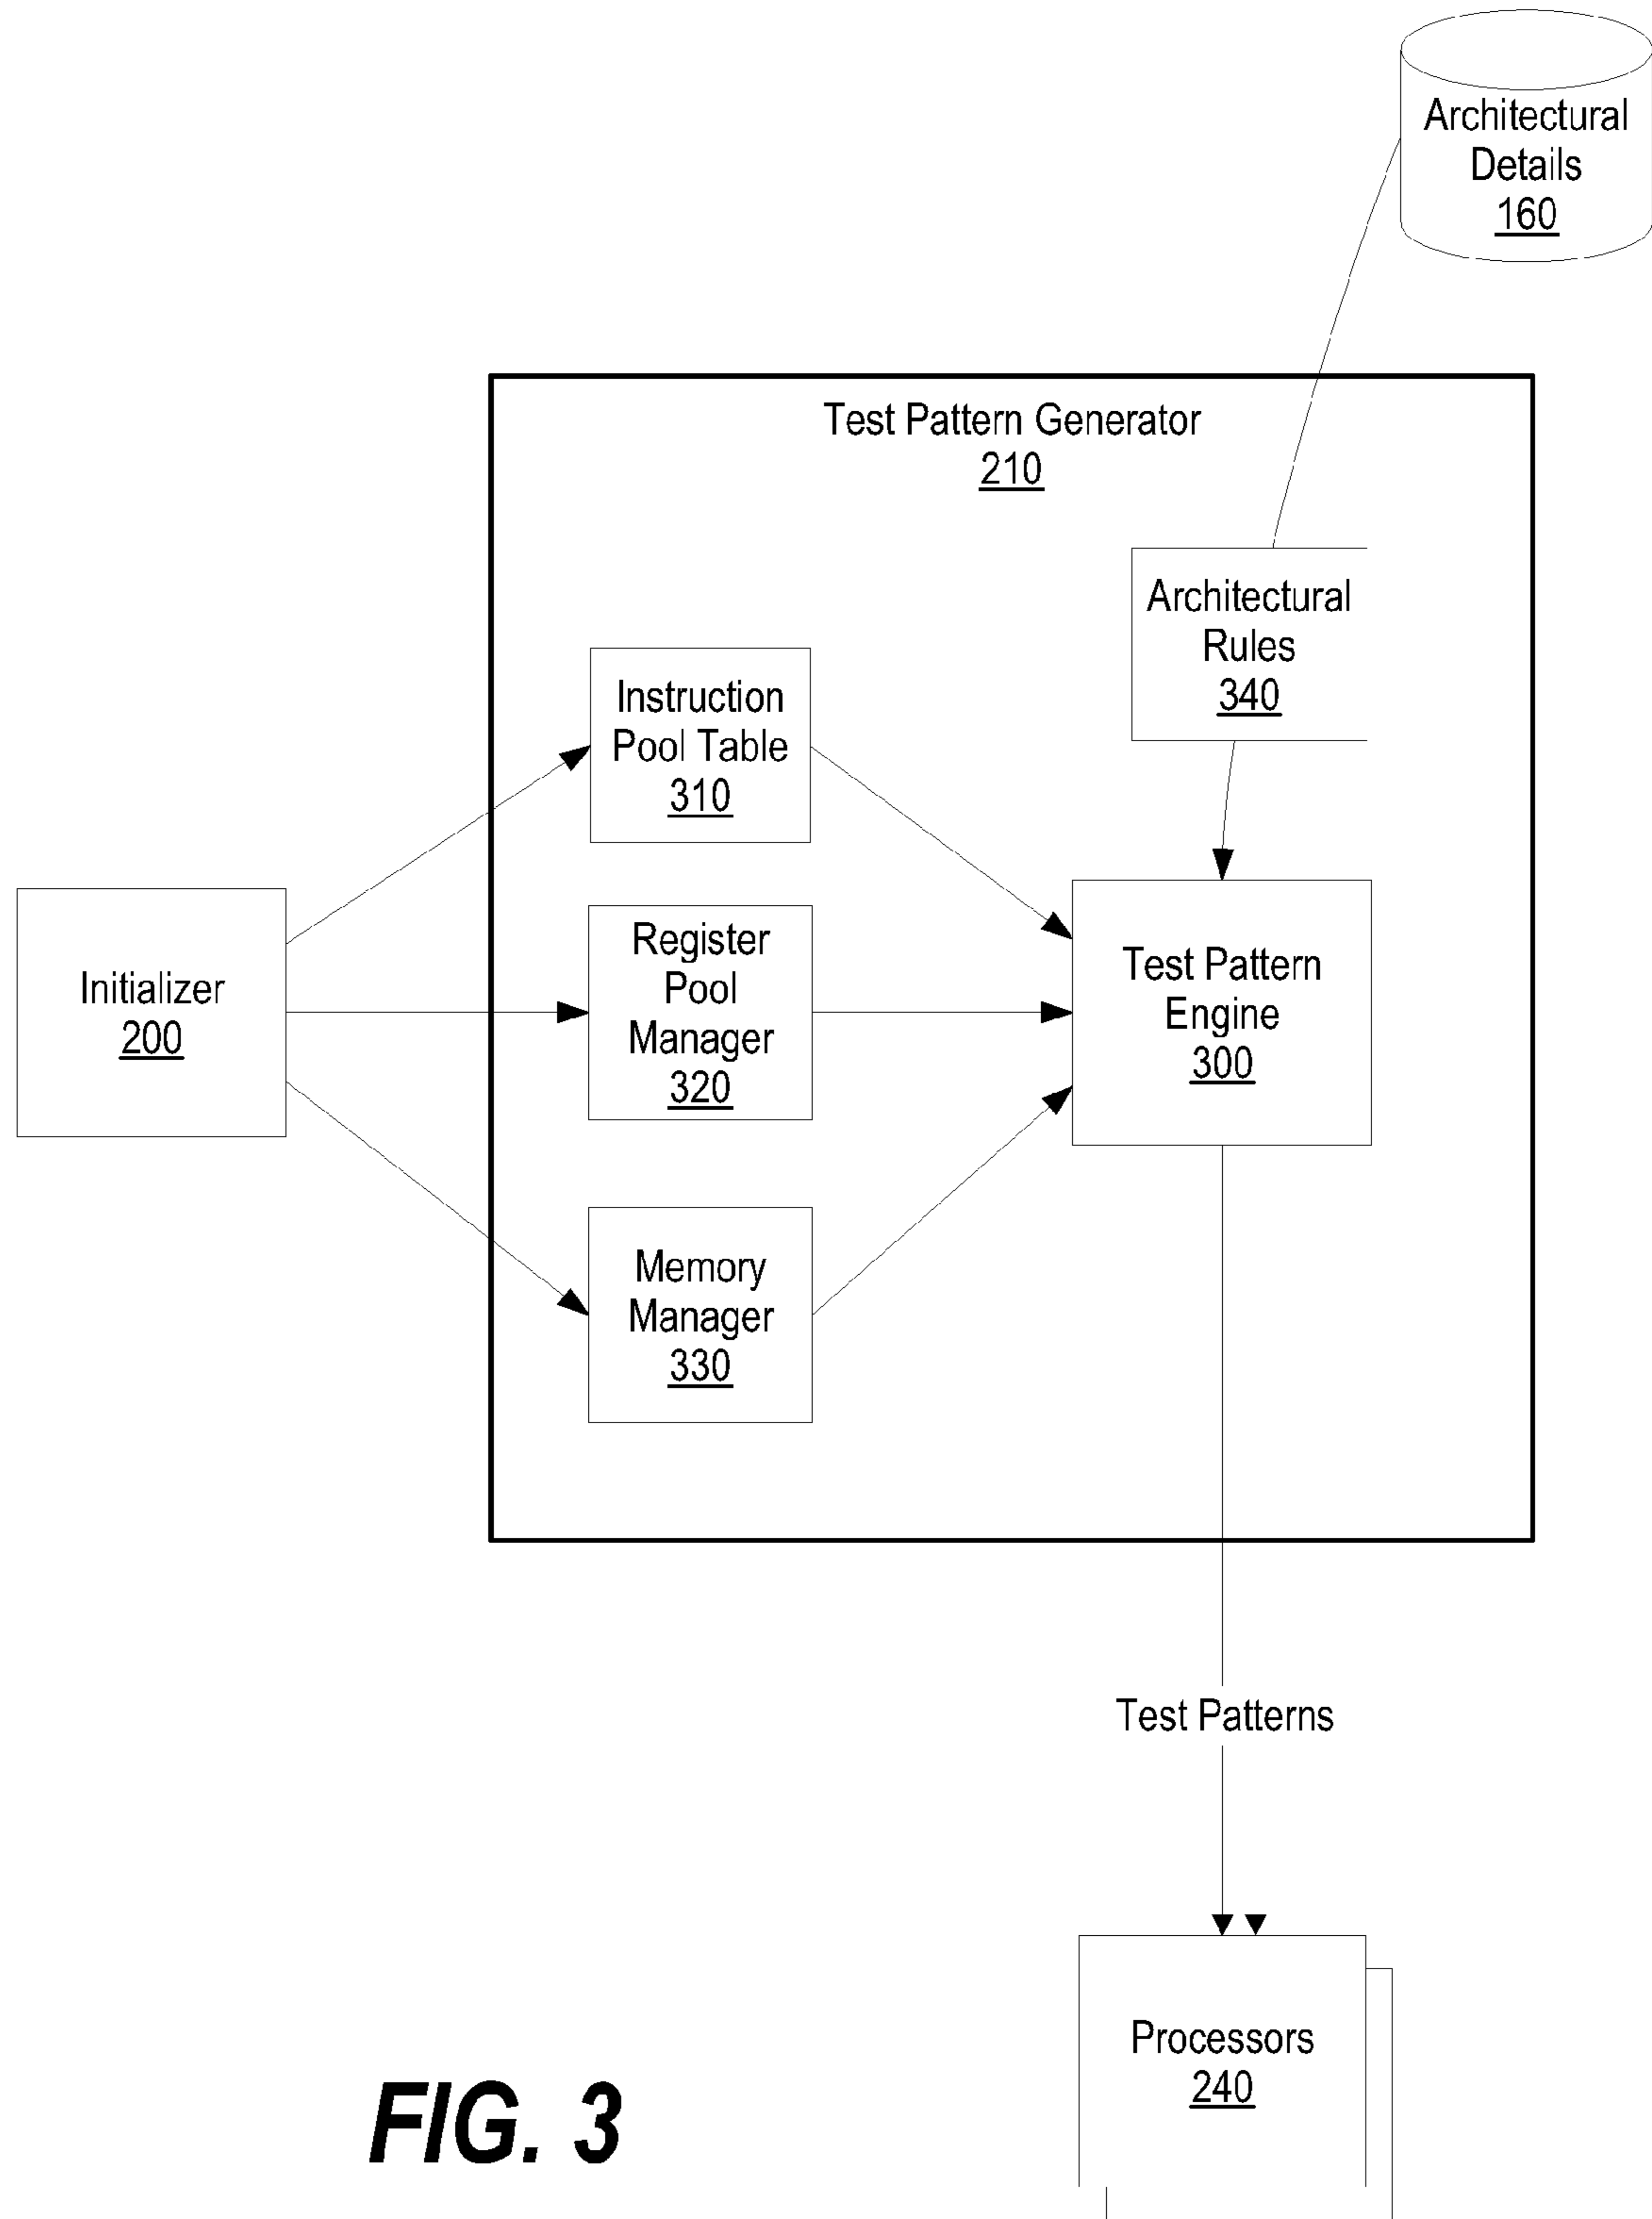 Architectural
Details
160
Test Pattern Generator
210
Architectural
Rules
340
Instruction
Pool Table
310
Register
Pool
Manager
320
Initializer
200
Test Pattern
Engine
300
Memory
Manager
330
Test Patterns
Processors
240
FIG. 3